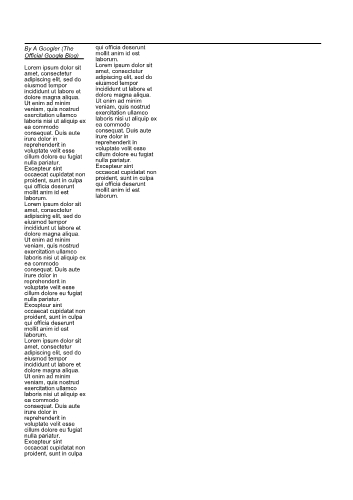 By A Googler (The
Official Google Blog)
Lorem ipsum dolor sit
amet, consectetur
adipiscing elit, sed do
eiusmod tempor
incididunt ut labore et
dolore magna aliqua.
Ut enim ad minim
veniam, quis nostrud
exercitation ullamco
laboris nisi ut aliquip ex
ea commodo
consequat. Duis aute
irure dolor in
reprehenderit in
voluptate velit esse
cillum dolore eu fugiat
nulla pariatur.
Excepteur sint
occaecat cupidatat non
proident, sunt in culpa
qui officia deserunt
mollit anim id est
laborum.
Lorem ipsum dolor sit
amet, consectetur
adipiscing elit, sed do
eiusmod tempor
incididunt ut labore et
dolore magna aliqua.
Ut enim ad minim
veniam, quis nostrud
exercitation ullamco
laboris nisi ut aliquip ex
ea commodo
consequat. Duis aute
irure dolor in
reprehenderit in
voluptate velit esse
cillum dolore eu fugiat
nulla pariatur.
Excepteur sint
occaecat cupidatat non
proident, sunt in culpa
qui officia deserunt
mollit anim id est
laborum.
Lorem ipsum dolor sit
amet, consectetur
adipiscing elit, sed do
eiusmod tempor
incididunt ut labore et
dolore magna aliqua.
Ut enim ad minim
veniam, quis nostrud
exercitation ullamco
laboris nisi ut aliquip ex
ea commodo
consequat. Duis aute
irure dolor in
reprehenderit in
voluptate velit esse
cillum dolore eu fugiat
nulla pariatur.
Excepteur sint
occaecat cupidatat non
proident, sunt in culpa
qui officia deserunt
mollit anim id est
laborum.
Lorem ipsum dolor sit
amet, consectetur
adipiscing elit, sed do
eiusmod tempor
incididunt ut labore et
dolore magna aliqua.
Ut enim ad minim
veniam, quis nostrud
exercitation ullamco
laboris nisi ut aliquip ex
ea commodo
consequat. Duis aute
irure dolor in
reprehenderit in
voluptate velit esse
cillum dolore eu fugiat
nulla pariatur.
Excepteur sint
occaecat cupidatat non
proident, sunt in culpa
qui officia deserunt
mollit anim id est
laborum.